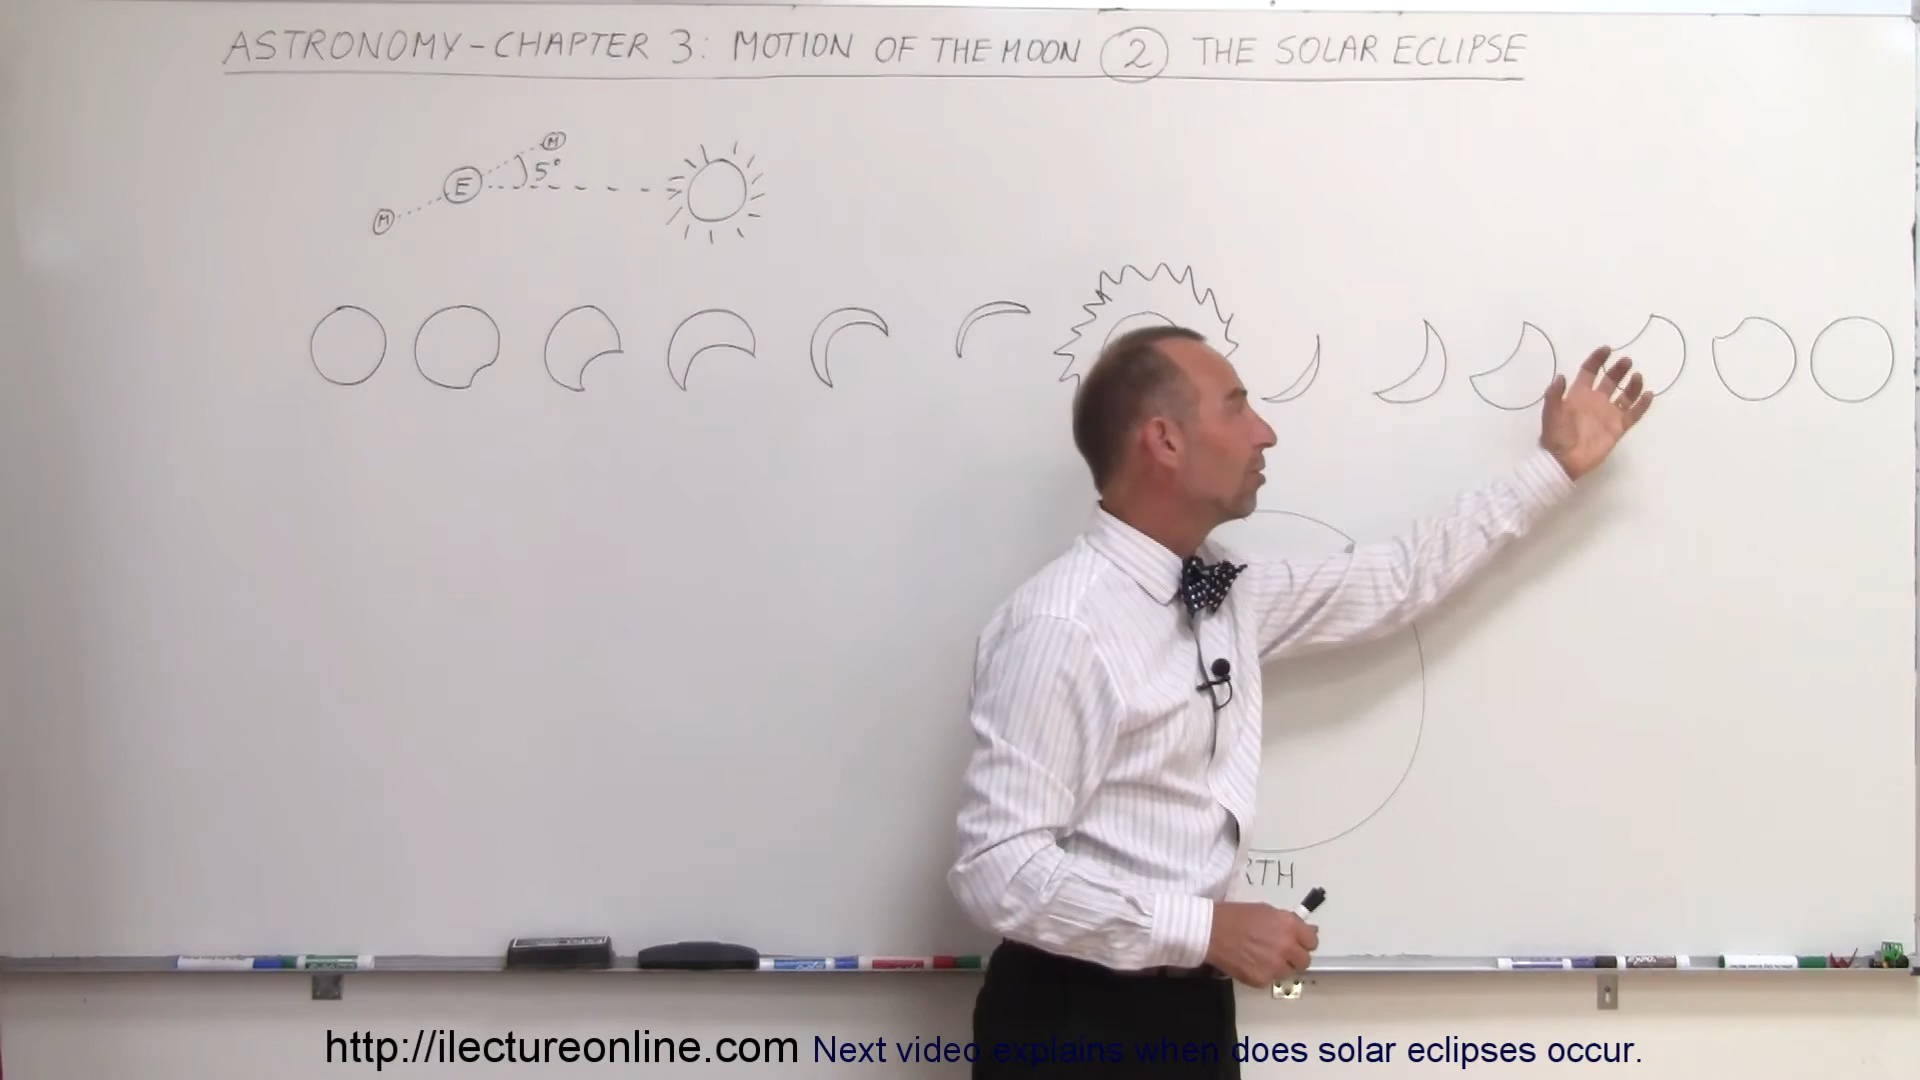 ASTRONOMY - CHAPTER 3: MOTION OF THE MOON 2 THE SOLAR ECLIPSE
M
5°
E
M
RTH
http://ilectureonline.com Next video explains when does solar eclipses occur.